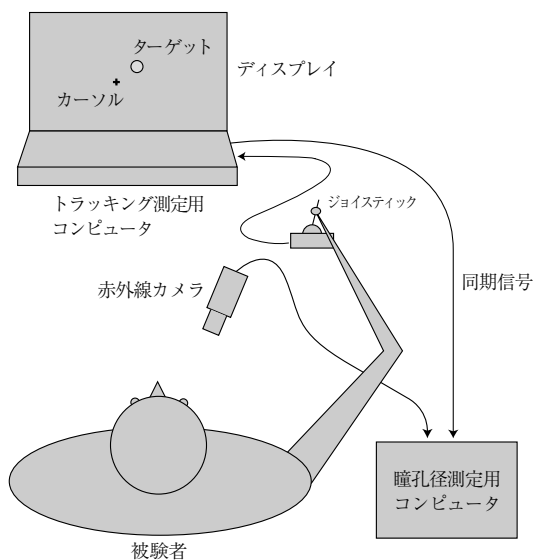 ターゲット
カーソル
ディスプレイ
トラッキング測定用
コンピュータ
ジョイスティック
赤外線カメラ
同期信号
瞳孔径測定用
コンピュータ
被験者